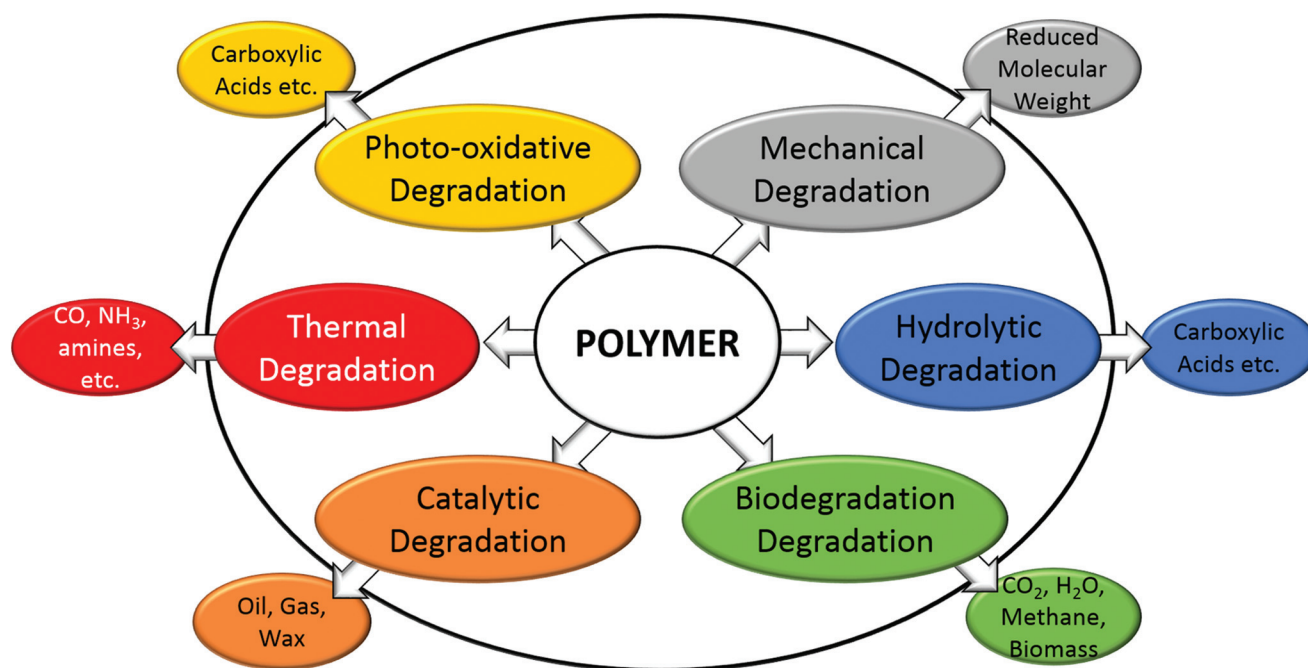 Carboxylic
Acids etc.
Reduced
Molecular
Weight
Photo-oxidative
Degradation
Mechanical
Degradation
CO, NH₃,
amines,
etc.
Thermal
Degradation
POLYMER
Hydrolytic
Degradation
Carboxylic
Acids etc.
Catalytic
Degradation
Biodegradation
Degradation
Oil, Gas,
Wax
CO₂, H₂O,
Methane,
Biomass